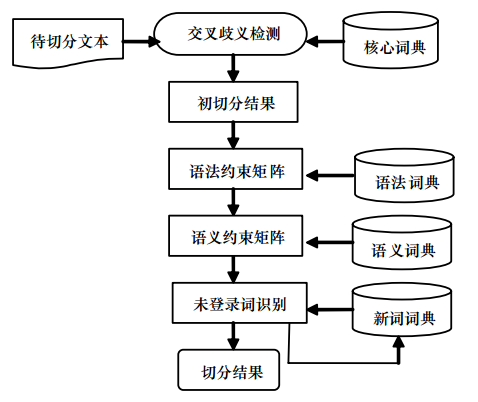 待切分文本
交叉歧义检测
核心词典
初切分结果
语法约束矩阵
语法词典
语义约束矩阵
语义词典
未登录词识别
新词词典
切分结果